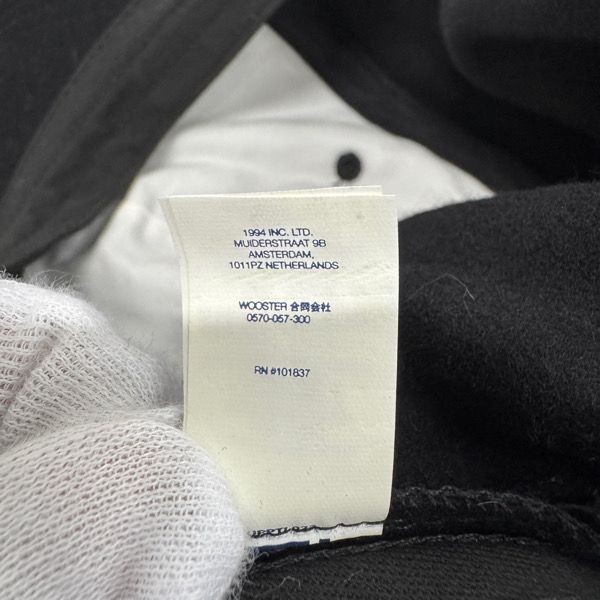 1994 INC. LTD.
MUIDERSTRAAT 9B
AMSTERDAM,
1011PZ NETHERLANDS
WOOSTER 合同会社
0570-057-300
RN #101837